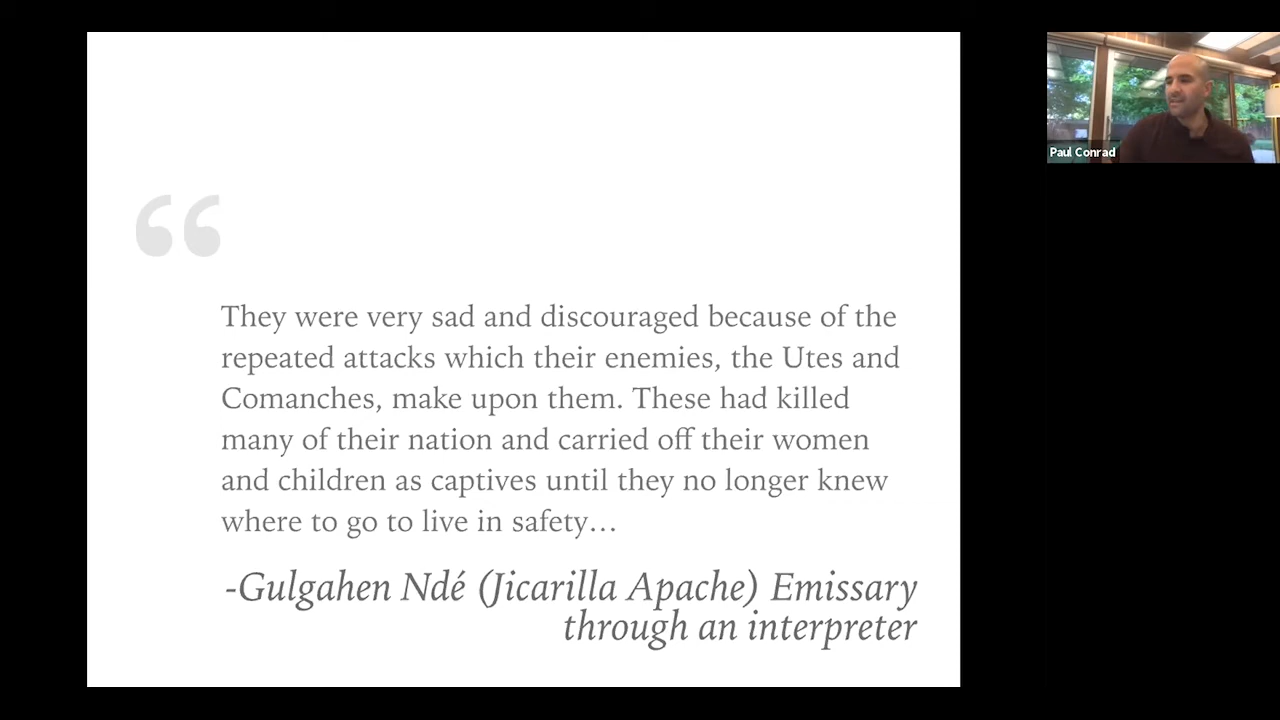 “
They were very sad and discouraged because of the
repeated attacks which their enemies, the Utes and
Comanches, make upon them. These had killed
many of their nation and carried off their women
and children as captives until they no longer knew
where to go to live in safety…
-Gulgahen Ndé (Jicarilla Apache) Emissary
through an interpreter
Paul Conrad